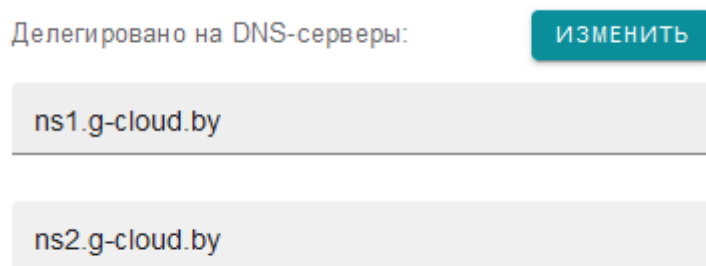 Делегировано на DNS-серверы:
ИЗМЕНИТЬ
ns1.g-cloud.by
ns2.g-cloud.by